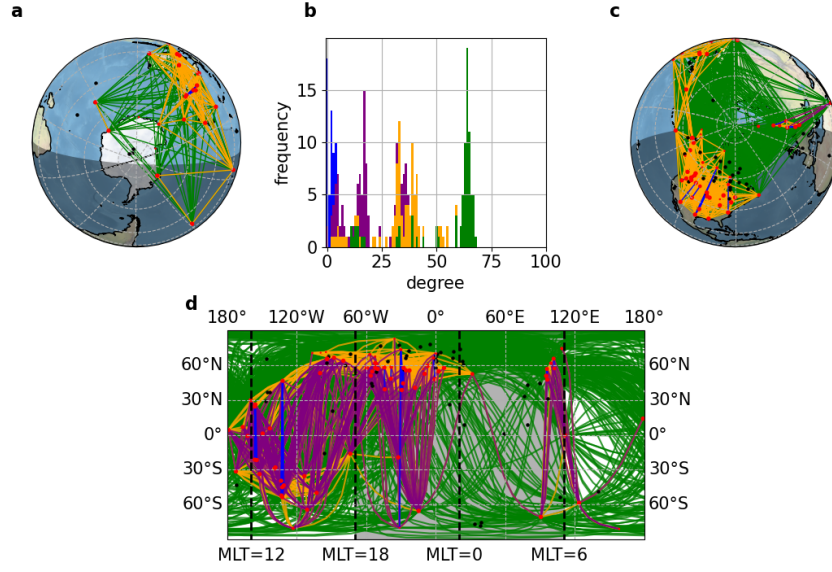 a
b
c
frequency
15
10
5
0
0
25
50
75
100
degree
d
180° 120°W 60°W 0° 60°E 120°E 180°
60°N 60°N
30°N 30°N
0° 0°
30°S 30°S
60°S 60°S
MLT=12 MLT=18 MLT=0 MLT=6